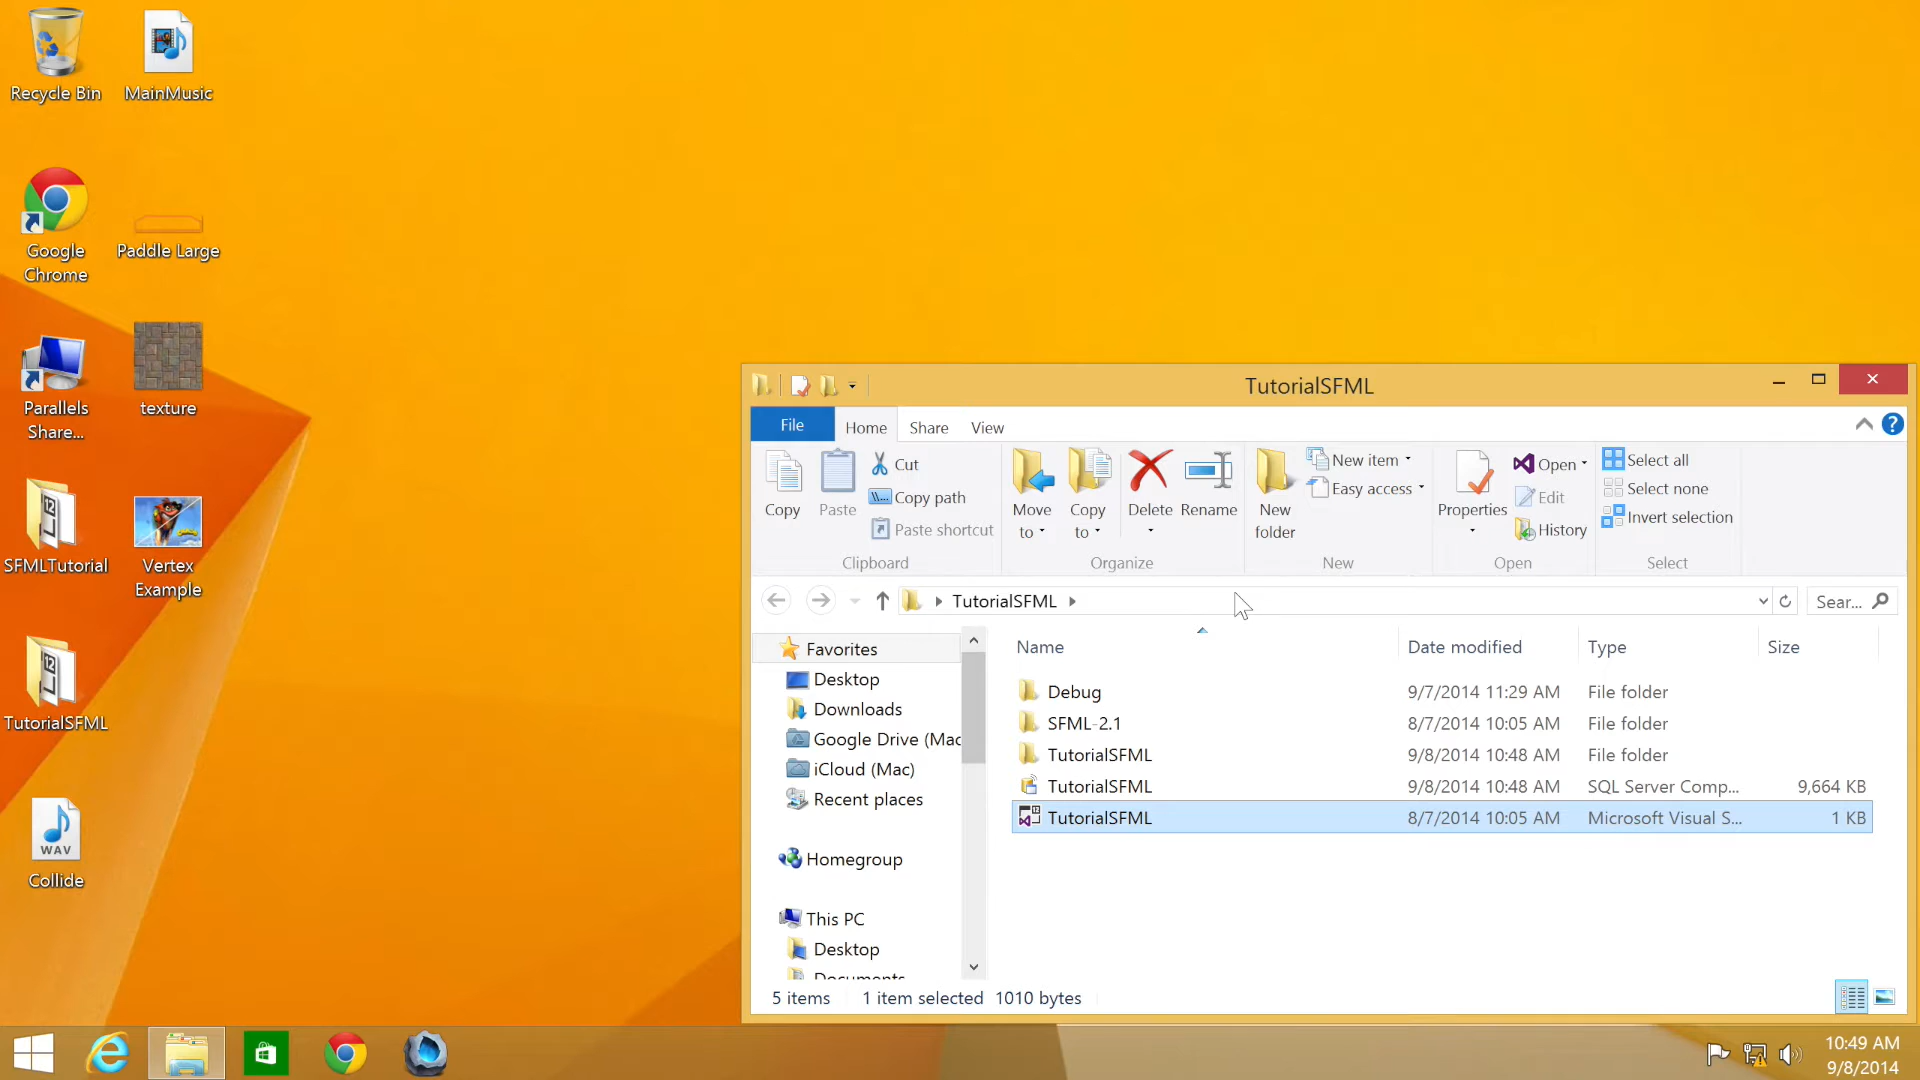 Recycle Bin
MainMusic
Google
Chrome
Paddle Large
Parallels
Share...
texture
SFMLTutorial
Vertex
Example
TutorialSFML
WAV
Collide
TutorialSFML
File
Home
Share
View
Copy
Paste
Cut
Copy path
Paste shortcut
Clipboard
Move
to
Copy
to
Delete
Rename
Organize
New
folder
New item
Easy access
New
Properties
Open
Edit
History
Open
Select all
Select none
Invert selection
Select
TutorialSFML
Sear...
Favorites
Desktop
Downloads
Google Drive (Mac
iCloud (Mac)
Recent places
Homegroup
This PC
Desktop
Documents
Name Date modified Type Size
Debug 9/7/2014 11:29 AM File folder
SFML-2.1 8/7/2014 10:05 AM File folder
TutorialSFML 9/8/2014 10:48 AM File folder
TutorialSFML 9/8/2014 10:48 AM SQL Server Comp... 9,664 KB
TutorialSFML 8/7/2014 10:05 AM Microsoft Visual S... 1 KB
5 items 1 item selected 1010 bytes
10:49 AM
9/8/2014